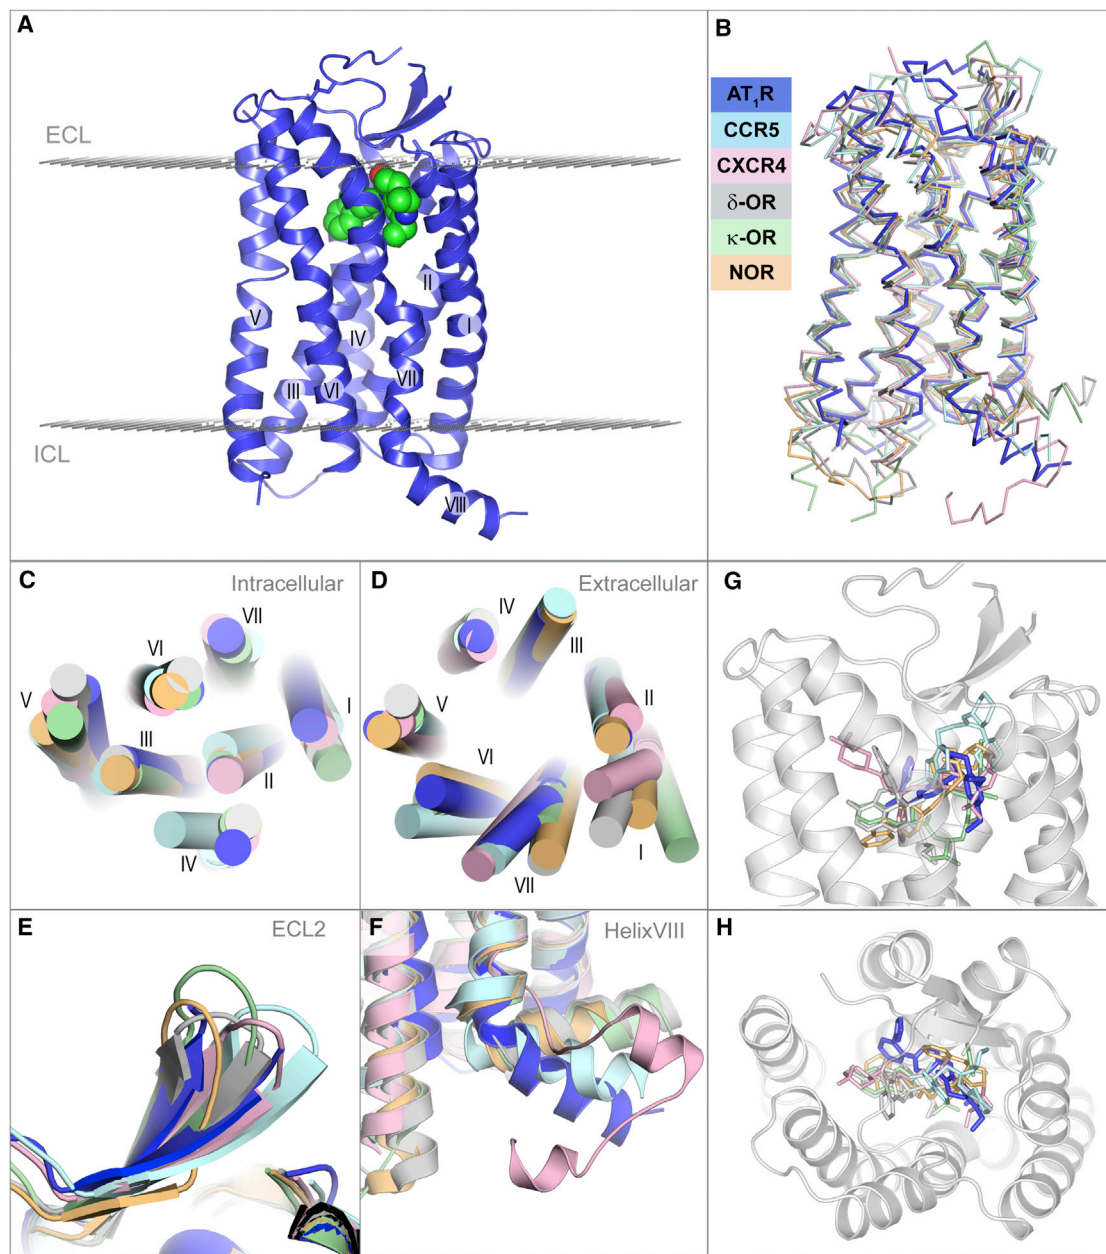 A
ECL
ICL
V
III
VI
IV
VII
II
I
VIII
B
AT₁R
CCR5
CXCR4
δ-OR
κ-OR
NOR
C
Intracellular
VII
VI
V
III
I
II
IV
D
Extracellular
IV
III
II
V
VI
VII
I
G
E
ECL2
F
HelixVIII
H